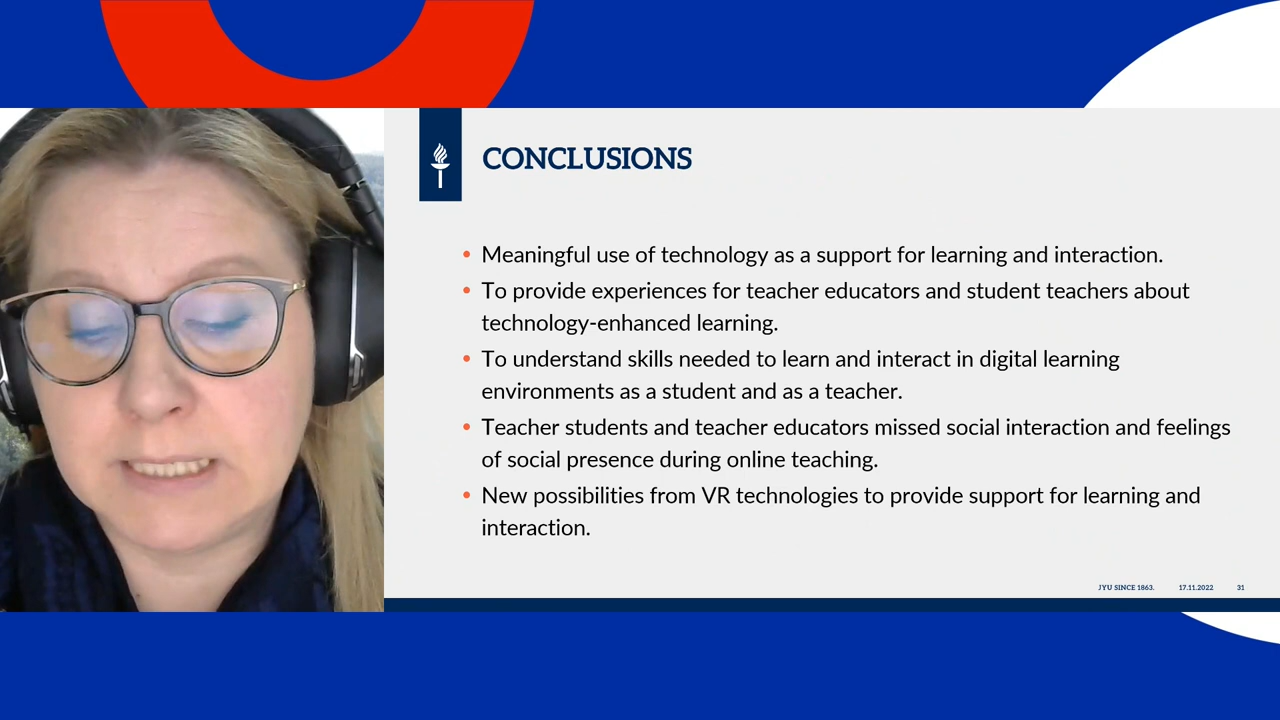 CONCLUSIONS
• Meaningful use of technology as a support for learning and interaction.
• To provide experiences for teacher educators and student teachers about
technology-enhanced learning.
• To understand skills needed to learn and interact in digital learning
environments as a student and as a teacher.
• Teacher students and teacher educators missed social interaction and feelings
of social presence during online teaching.
• New possibilities from VR technologies to provide support for learning and
interaction.
JYU SINCE 1863. 17.11.2022 31